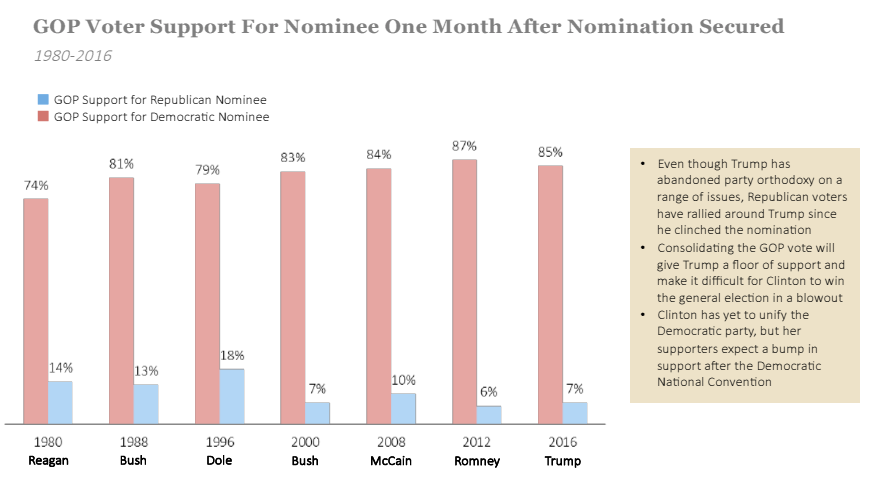 GOP Voter Support For Nominee One Month After Nomination Secured
1980-2016
GOP Support for Republican Nominee
GOP Support for Democratic Nominee
74%
14%
81%
13%
79%
18%
83%
7%
84%
10%
87%
6%
85%
7%
1980
Reagan
1988
Bush
1996
Dole
2000
Bush
2008
McCain
2012
Romney
2016
Trump
• Even though Trump has
abandoned party orthodoxy on a
range of issues, Republican voters
have rallied around Trump since
he clinched the nomination
• Consolidating the GOP vote will
give Trump a floor of support and
make it difficult for Clinton to win
the general election in a blowout
• Clinton has yet to unify the
Democratic party, but her
supporters expect a bump in
support after the Democratic
National Convention